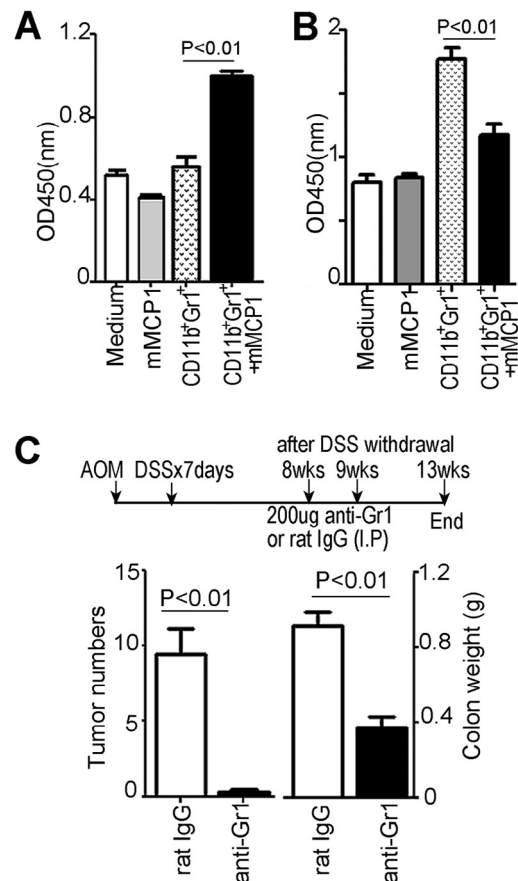 A
P<0.01
OD450(nm)
1.2
0.8
0.4
0
Medium
mMCP1
CD11b⁺Gr1⁺
CD11b⁺Gr1⁺
+mMCP1
B
P<0.01
OD450(nm)
2
1
0
Medium
mMCP1
CD11b⁺Gr1⁺
CD11b⁺Gr1⁺
+mMCP1
C
after DSS withdrawal
AOM DSSx7days 8wks 9wks 13wks
200ug anti-Gr1
or rat IgG (I.P)
End
P<0.01
Tumor numbers
15
10
5
0
rat IgG
anti-Gr1
P<0.01
Colon weight (g)
1.2
0.8
0.4
0
rat IgG
anti-Gr1